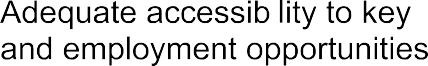 Adequate accessib lity to key
and employment opportunities